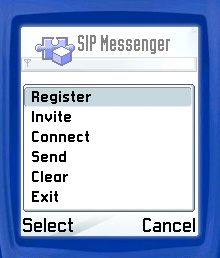 SIP Messenger
Register
Invite
Connect
Send
Clear
Exit
Select Cancel